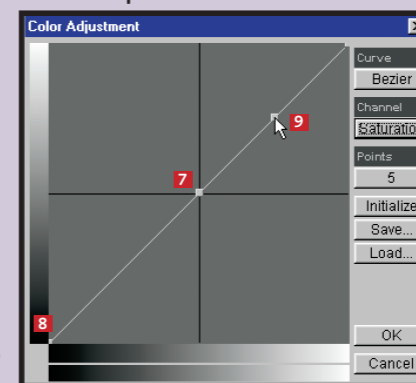 Color Adjustment
Curve
Bezier
Channel
Saturatio
Points
5
Initialize
Save...
Load...
OK
Cancel
9
7
8